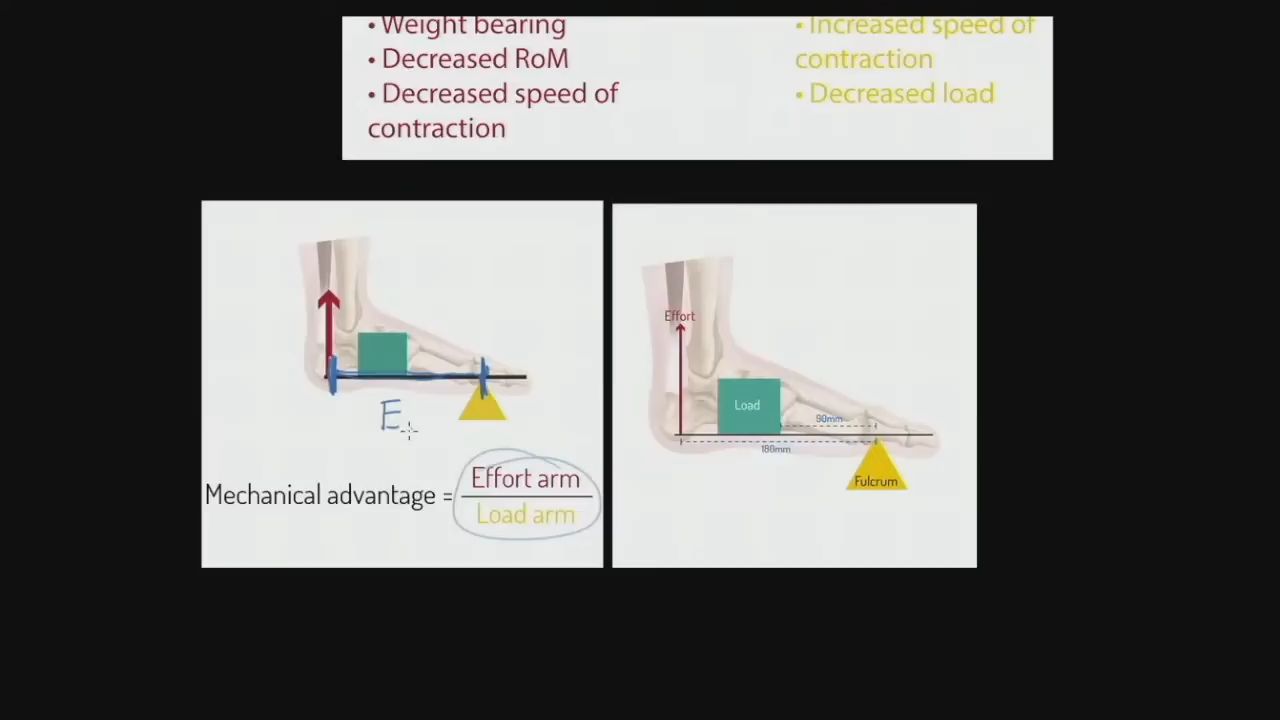 • Weight bearing
• Decreased RoM
• Decreased speed of
contraction
• Increased speed of
contraction
• Decreased load
E
Mechanical advantage =
Effort arm
Load arm
Effort
Load
90mm
180mm
Fulcrum